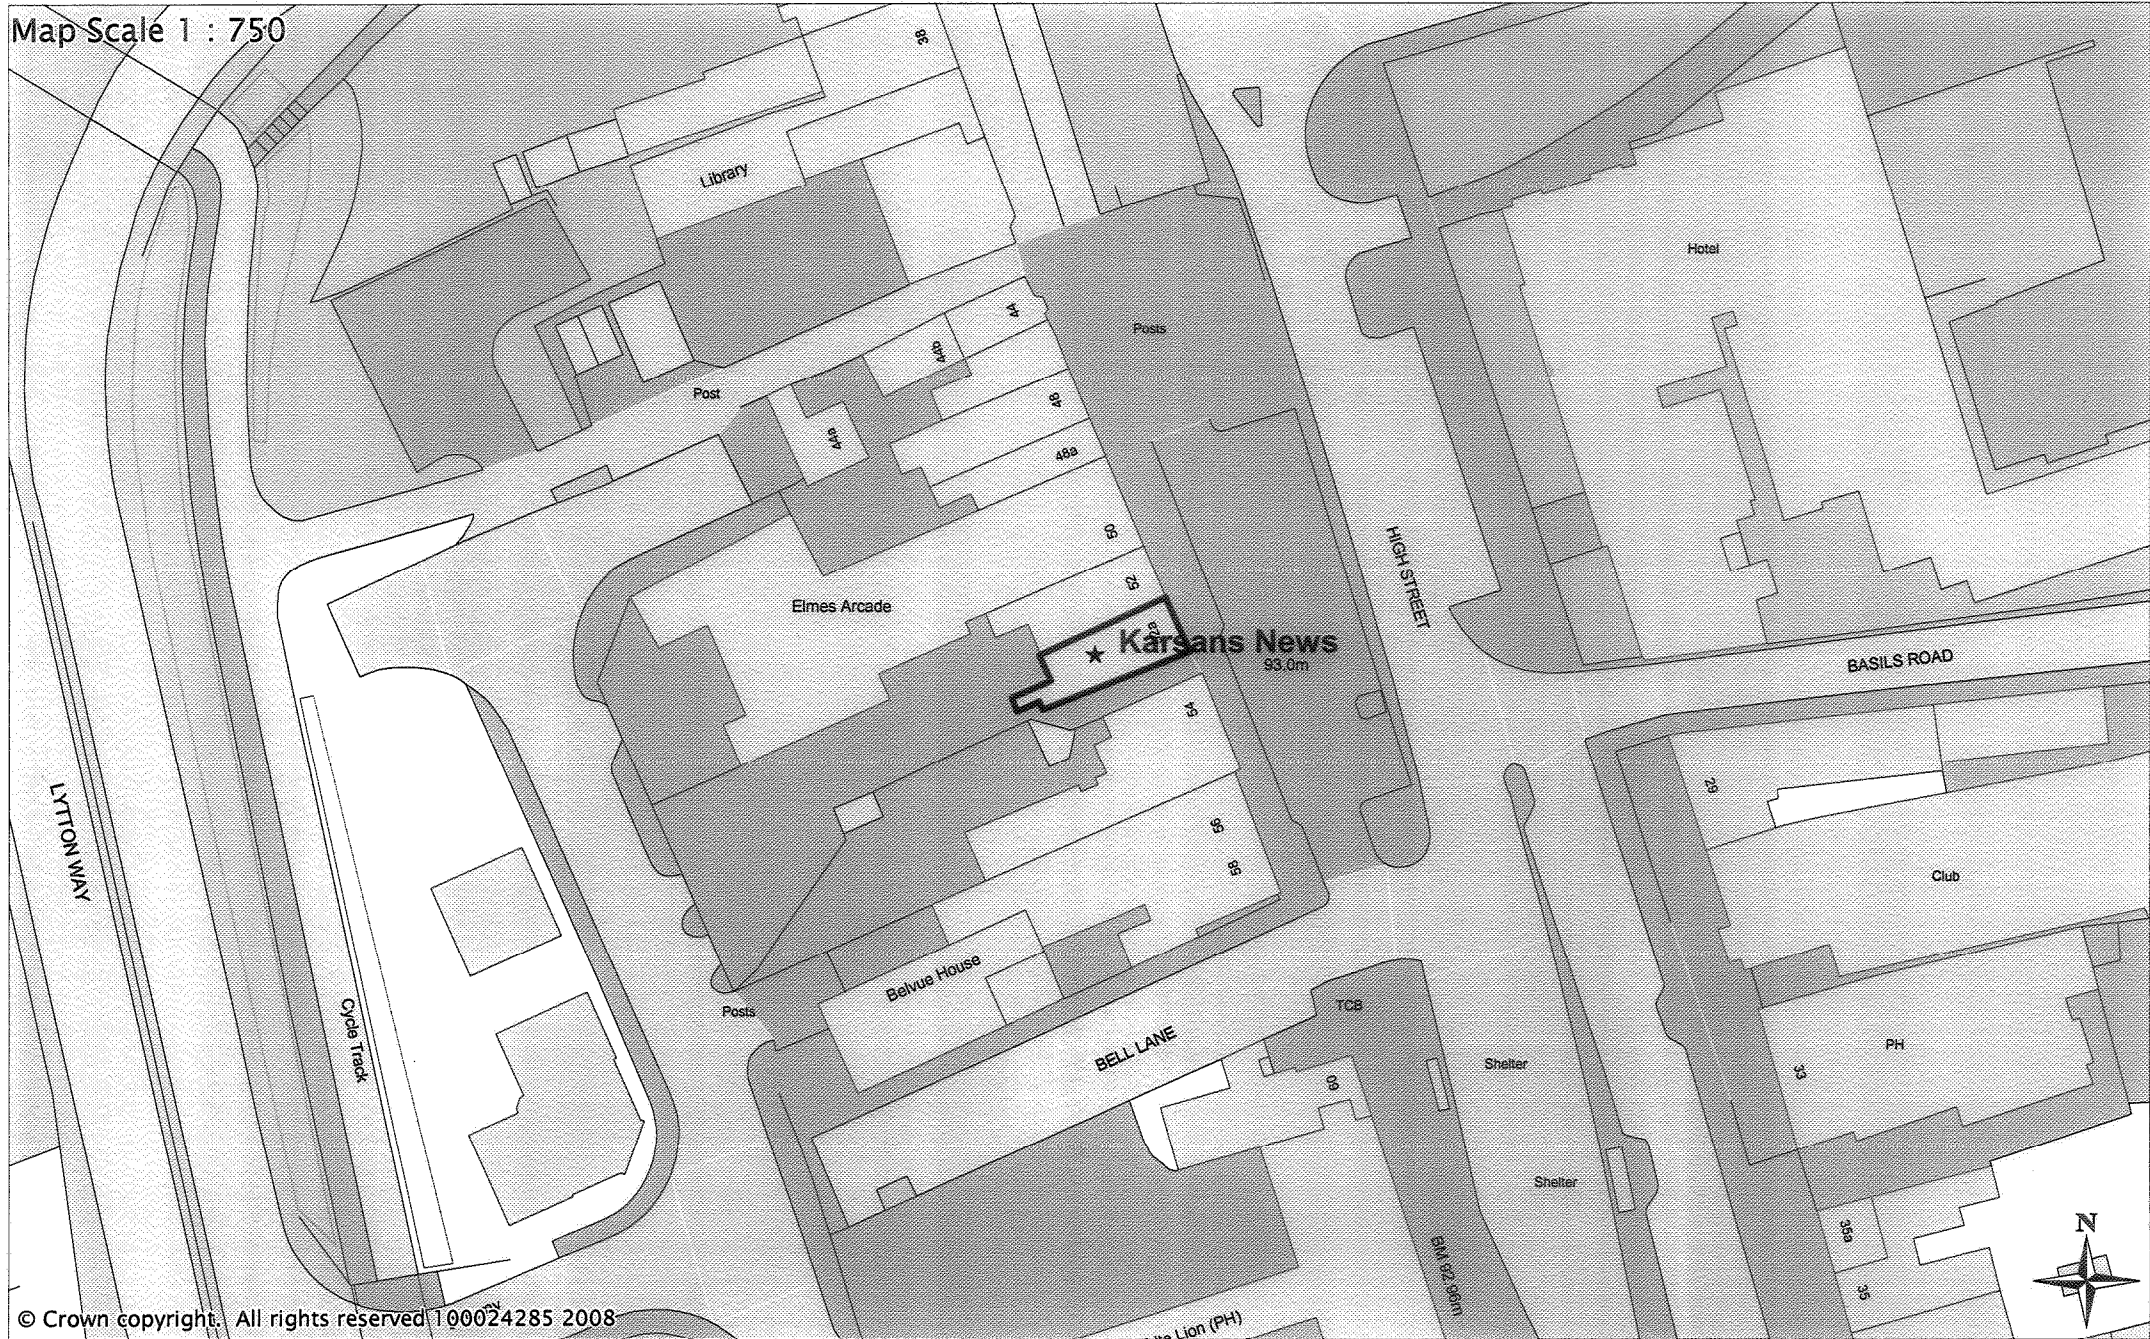 Map Scale 1 : 750
38
Library
Hotel
44
Posts
44b
Post
48
44a
48a
50
HIGH STREET
52
Elmes Arcade
52a
Karsans News
93.0m
BASILS ROAD
54
LYTTON WAY
29
56
58
Club
Belvue House
Cycle Track
Posts
TCB
BELL LANE
Shelter
PH
60
33
Shelter
35a
N
BM 92.96m
35
© Crown copyright. All rights reserved 100024285 2008
Lion (PH)